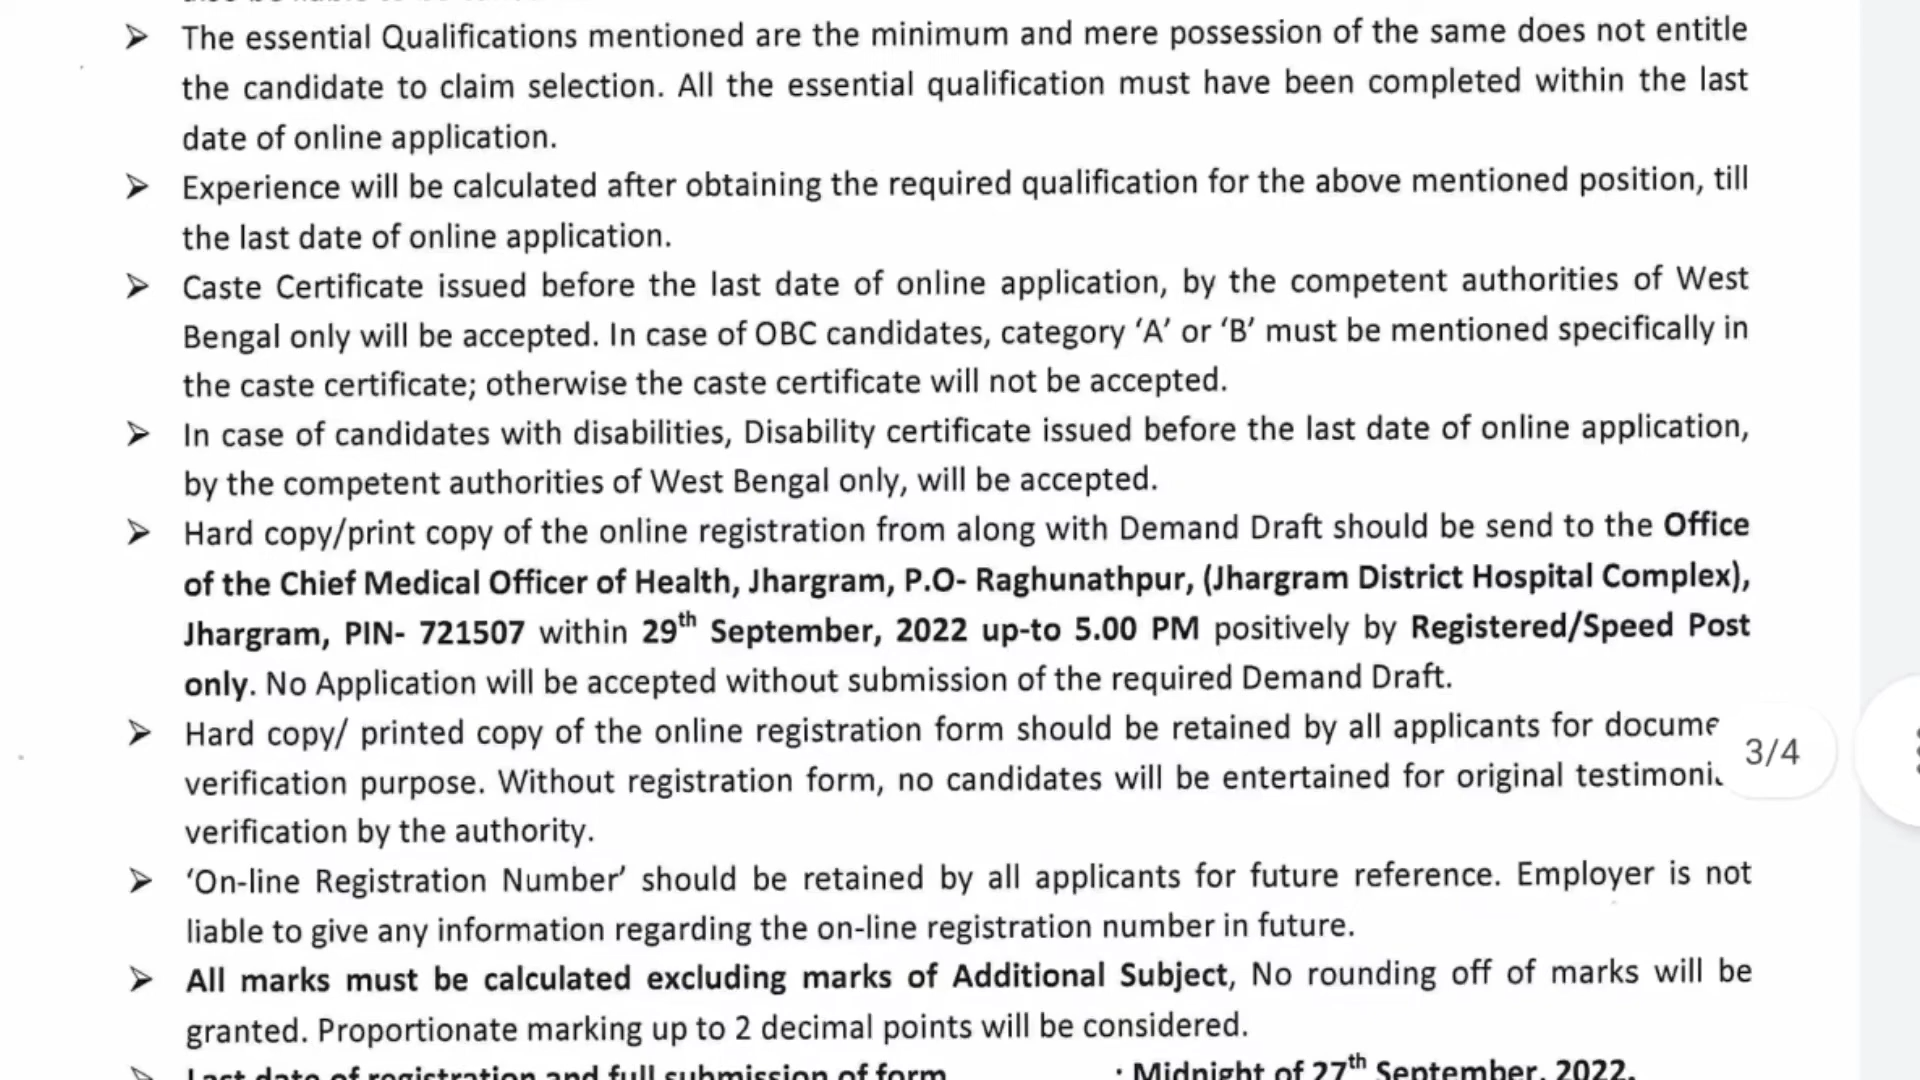 ➢ The essential Qualifications mentioned are the minimum and mere possession of the same does not entitle
the candidate to claim selection. All the essential qualification must have been completed within the last
date of online application.
➢ Experience will be calculated after obtaining the required qualification for the above mentioned position, till
the last date of online application.
➢ Caste Certificate issued before the last date of online application, by the competent authorities of West
Bengal only will be accepted. In case of OBC candidates, category ‘A’ or ‘B’ must be mentioned specifically in
the caste certificate; otherwise the caste certificate will not be accepted.
➢ In case of candidates with disabilities, Disability certificate issued before the last date of online application,
by the competent authorities of West Bengal only, will be accepted.
➢ Hard copy/print copy of the online registration from along with Demand Draft should be send to the Office
of the Chief Medical Officer of Health, Jhargram, P.O- Raghunathpur, (Jhargram District Hospital Complex),
Jhargram, PIN- 721507 within 29th September, 2022 up-to 5.00 PM positively by Registered/Speed Post
only. No Application will be accepted without submission of the required Demand Draft.
➢ Hard copy/ printed copy of the online registration form should be retained by all applicants for docume
verification purpose. Without registration form, no candidates will be entertained for original testimoni
3/4
verification by the authority.
➢ ‘On-line Registration Number’ should be retained by all applicants for future reference. Employer is not
liable to give any information regarding the on-line registration number in future.
➢ All marks must be calculated excluding marks of Additional Subject, No rounding off of marks will be
granted. Proportionate marking up to 2 decimal points will be considered.
➢ Last date of registration and full submission of form : Midnight of 27th September, 2022.